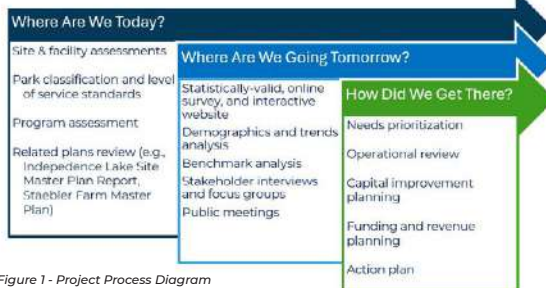 Where Are We Today?
Site & facility assessments
Park classification and level
of service standards
Program assessment
Related plans review (e.g.,
Indepedence Lake Site
Master Plan Report,
Staebler Farm Master
Plan)
Where Are We Going Tomorrow?
Statistically-valid, online
survey, and interactive
website
Demographics and trends
analysis
Benchmark analysis
Stakeholder interviews
and focus groups
Public meetings
How Did We Get There?
Needs prioritization
Operational review
Capital improvement
planning
Funding and revenue
planning
Action plan
Figure 1 - Project Process Diagram